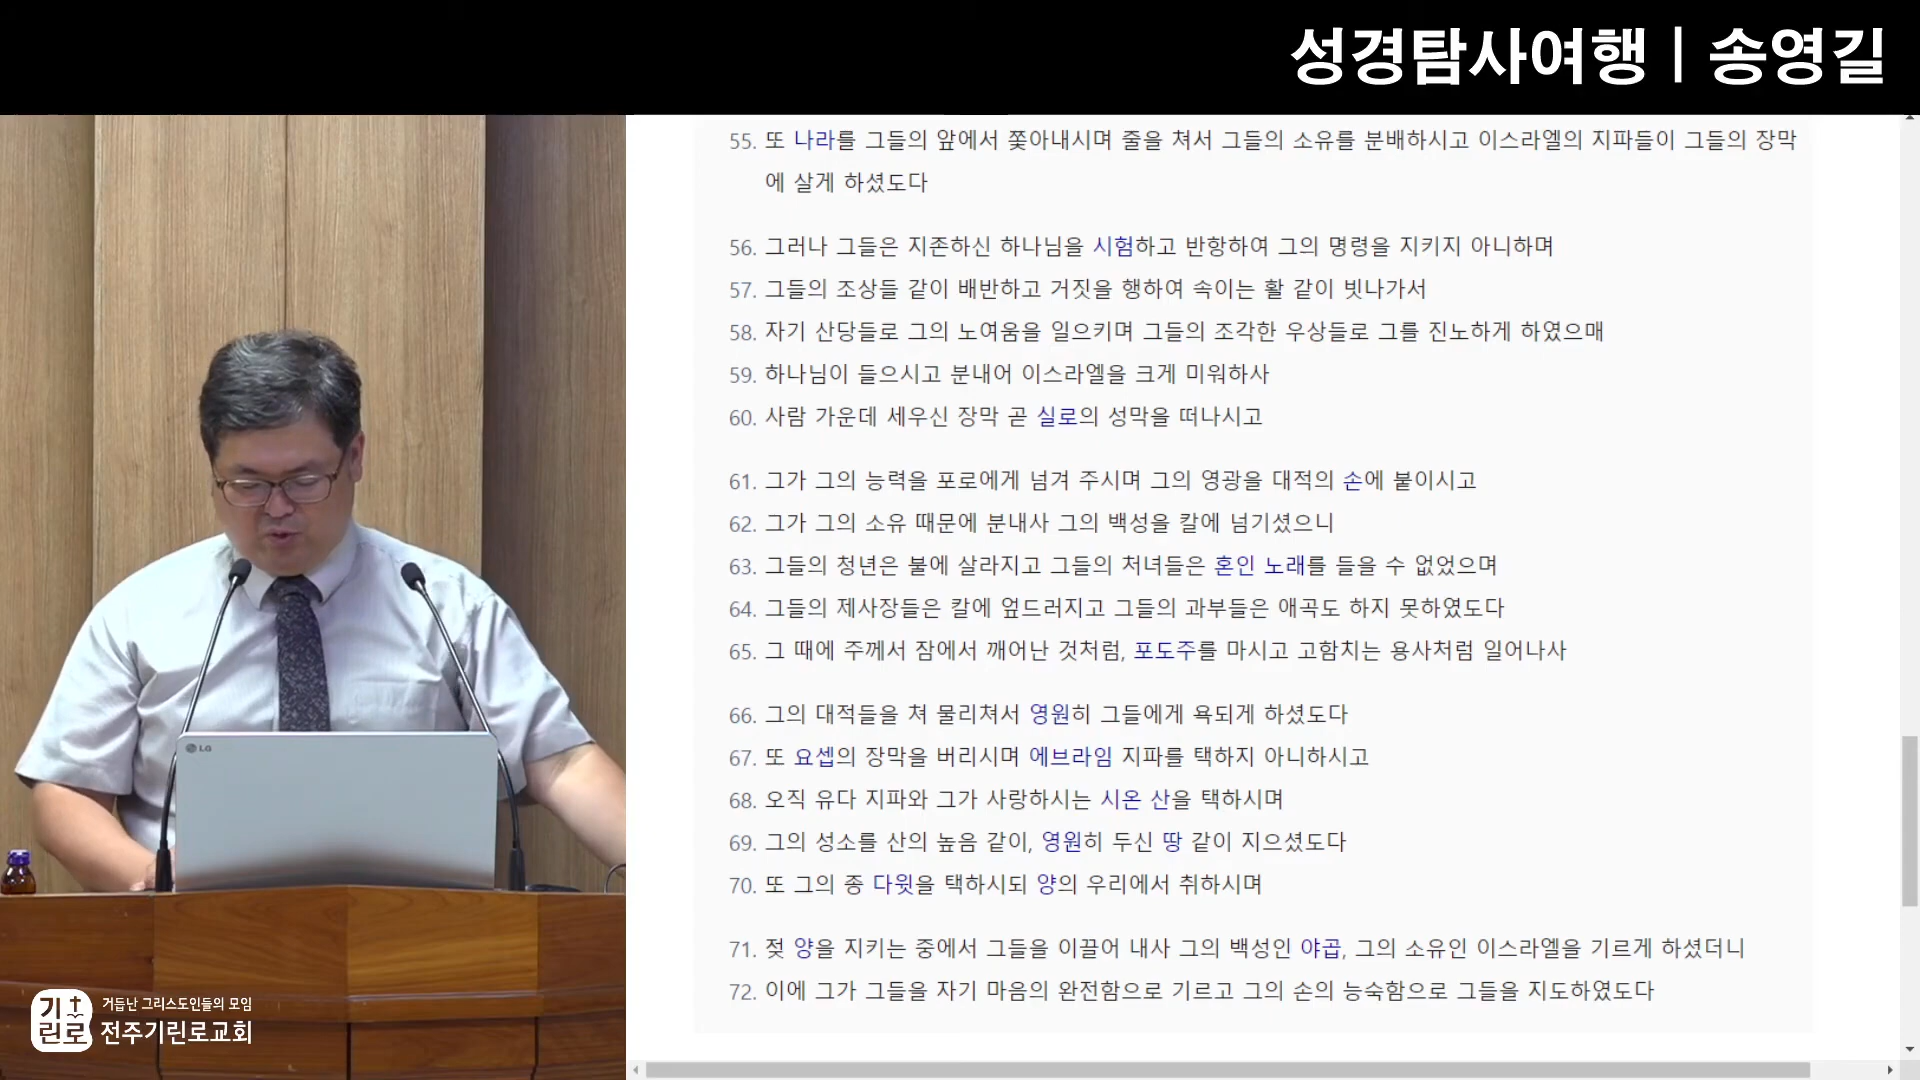 성경탐사여행 | 송영길
55. 또 나라를 그들의 앞에서 쫓아내시며 줄을 쳐서 그들의 소유를 분배하시고 이스라엘의 지파들이 그들의 장막
에 살게 하셨도다
56. 그러나 그들은 지존하신 하나님을 시험하고 반항하여 그의 명령을 지키지 아니하며
57. 그들의 조상들 같이 배반하고 거짓을 행하여 속이는 활 같이 빗나가서
58. 자기 산당들로 그의 노여움을 일으키며 그들의 조각한 우상들로 그를 진노하게 하였으매
59. 하나님이 들으시고 분내어 이스라엘을 크게 미워하사
60. 사람 가운데 세우신 장막 곧 실로의 성막을 떠나시고
61. 그가 그의 능력을 포로에게 넘겨 주시며 그의 영광을 대적의 손에 붙이시고
62. 그가 그의 소유 때문에 분내사 그의 백성을 칼에 넘기셨으니
63. 그들의 청년은 불에 살라지고 그들의 처녀들은 혼인 노래를 들을 수 없었으며
64. 그들의 제사장들은 칼에 엎드러지고 그들의 과부들은 애곡도 하지 못하였도다
65. 그 때에 주께서 잠에서 깨어난 것처럼, 포도주를 마시고 고함치는 용사처럼 일어나사
66. 그의 대적들을 쳐 물리쳐서 영원히 그들에게 욕되게 하셨도다
67. 또 요셉의 장막을 버리시며 에브라임 지파를 택하지 아니하시고
68. 오직 유다 지파와 그가 사랑하시는 시온 산을 택하시며
69. 그의 성소를 산의 높음 같이, 영원히 두신 땅 같이 지으셨도다
70. 또 그의 종 다윗을 택하시되 양의 우리에서 취하시며
71. 젖 양을 지키는 중에서 그들을 이끌어 내사 그의 백성인 야곱, 그의 소유인 이스라엘을 기르게 하셨더니
72. 이에 그가 그들을 자기 마음의 완전함으로 기르고 그의 손의 능숙함으로 그들을 지도하였도다
LG
기린로
거듭난 그리스도인들의 모임
전주기린로교회